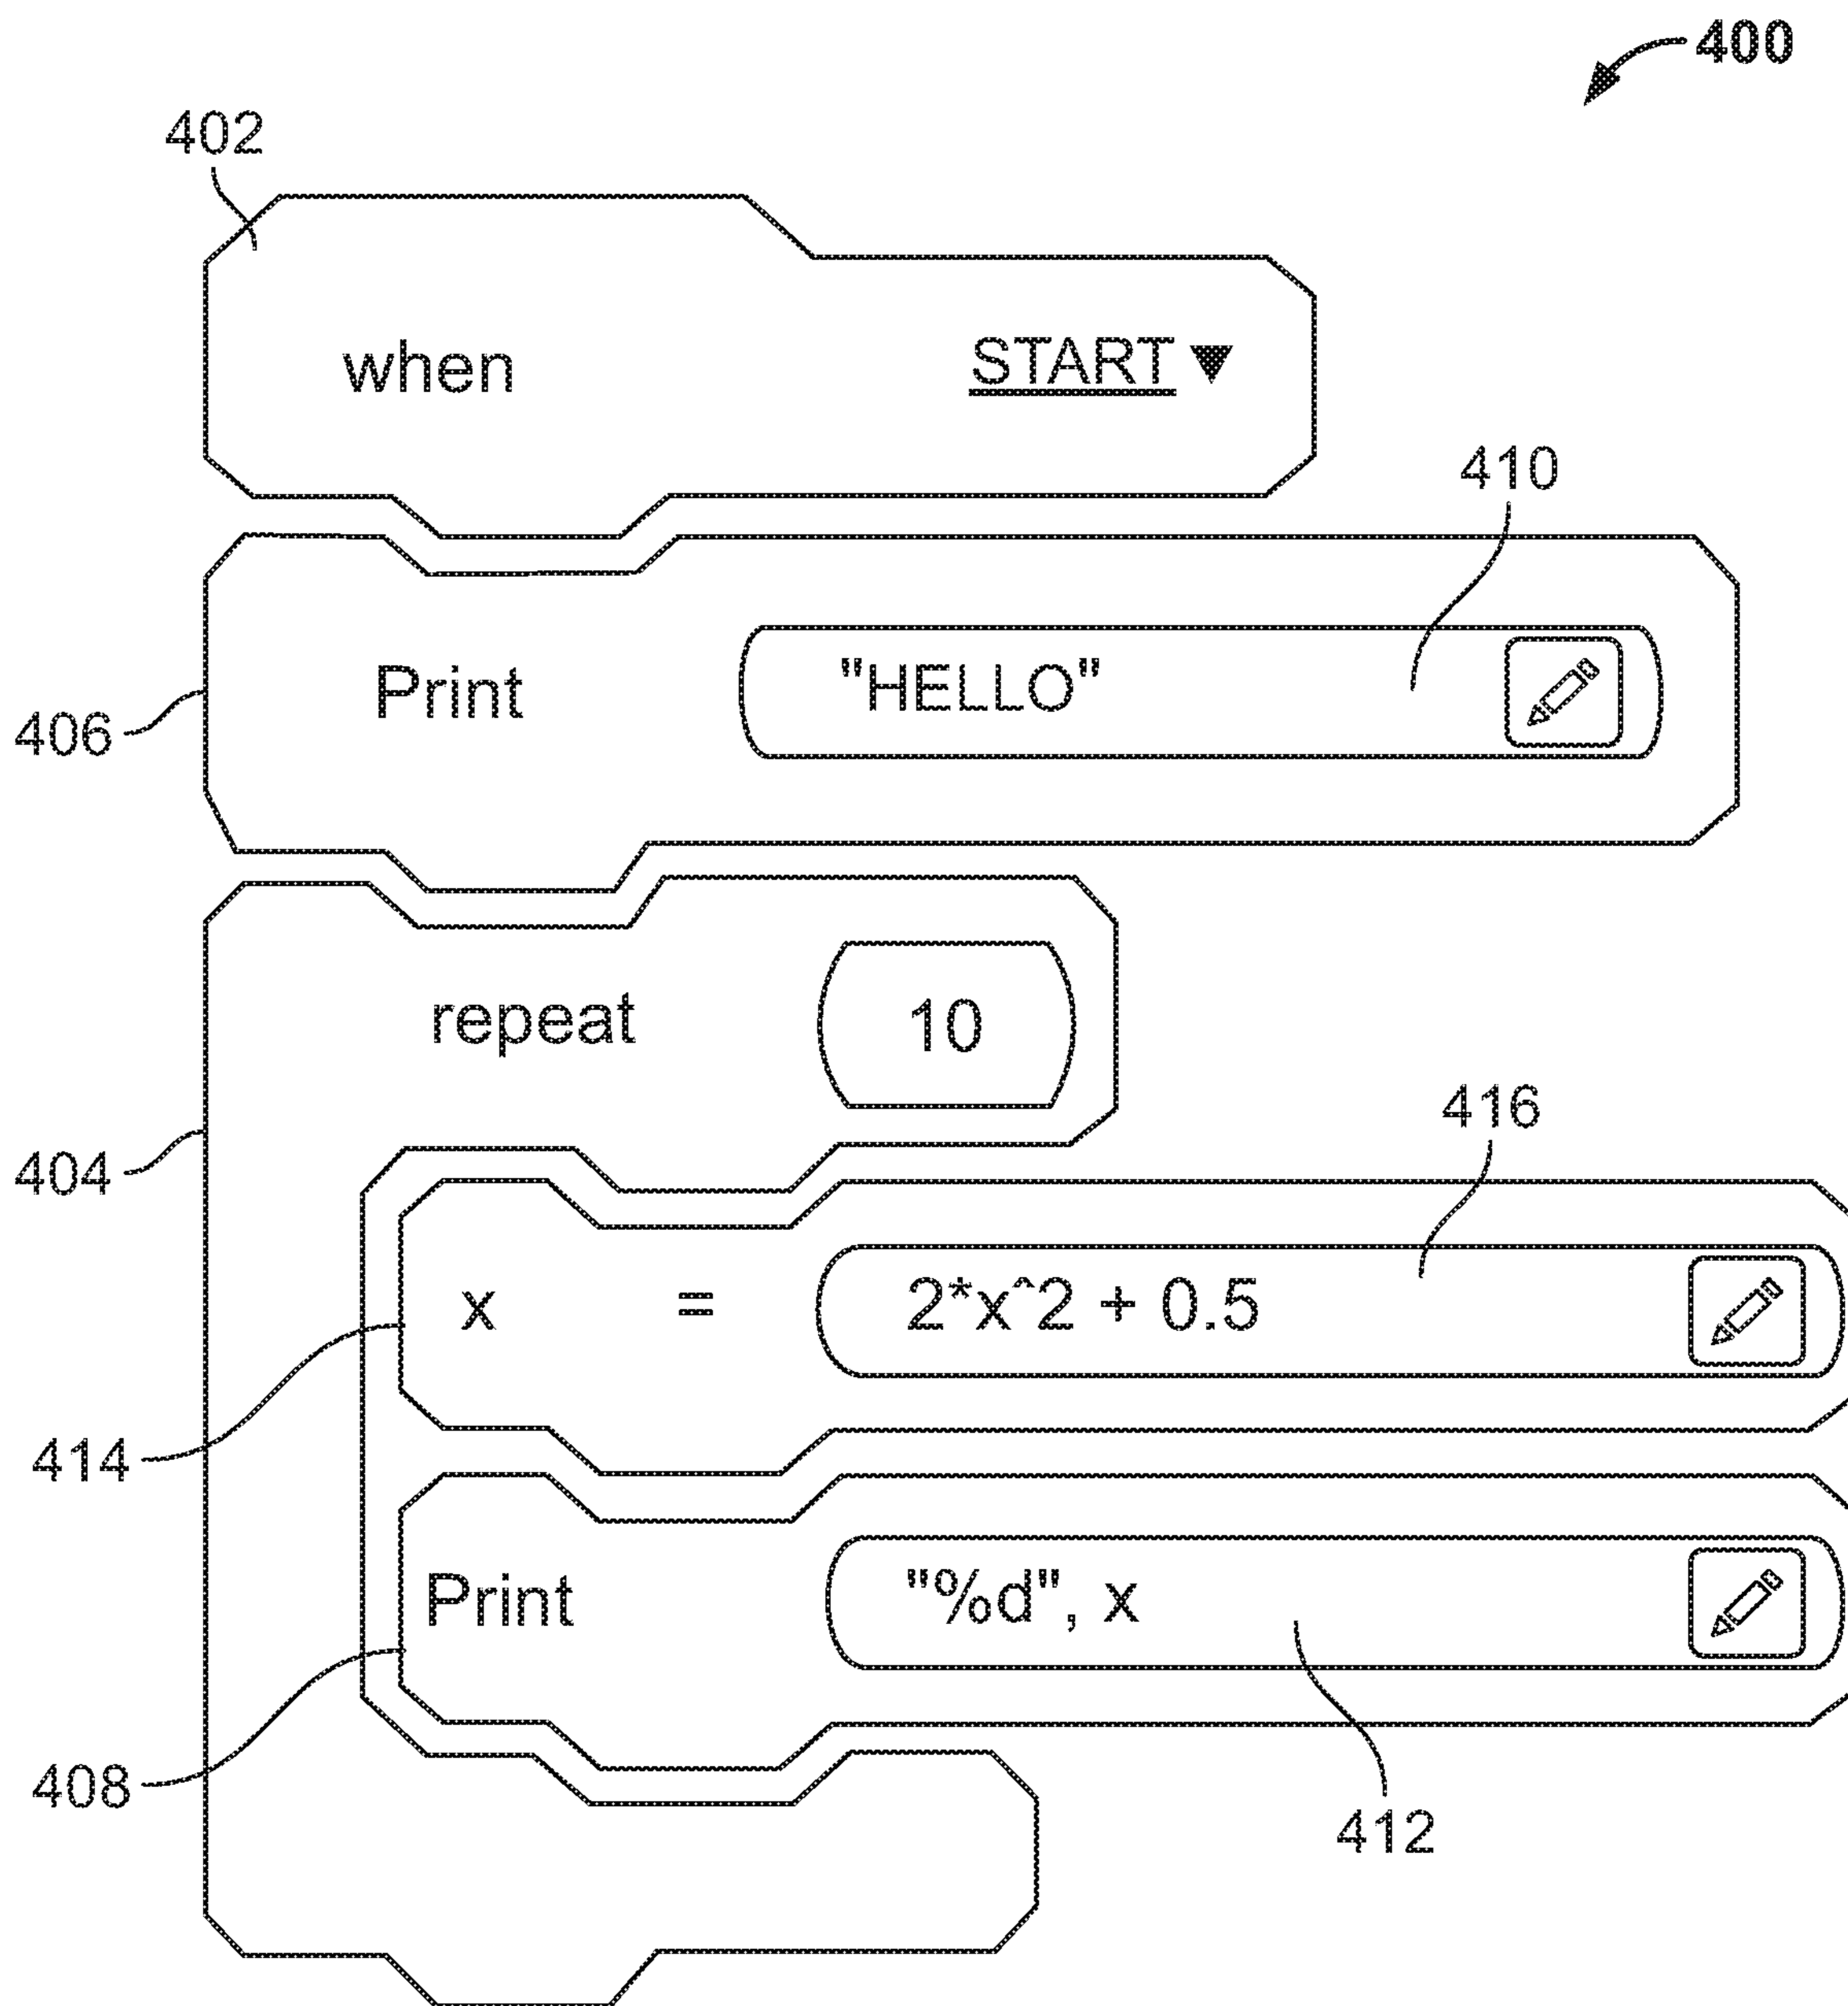 400
402
when START ▼
410
Print "HELLO"
406
repeat 10
416
404
x = 2*x^2 + 0.5
414
Print "%d", x
408
412